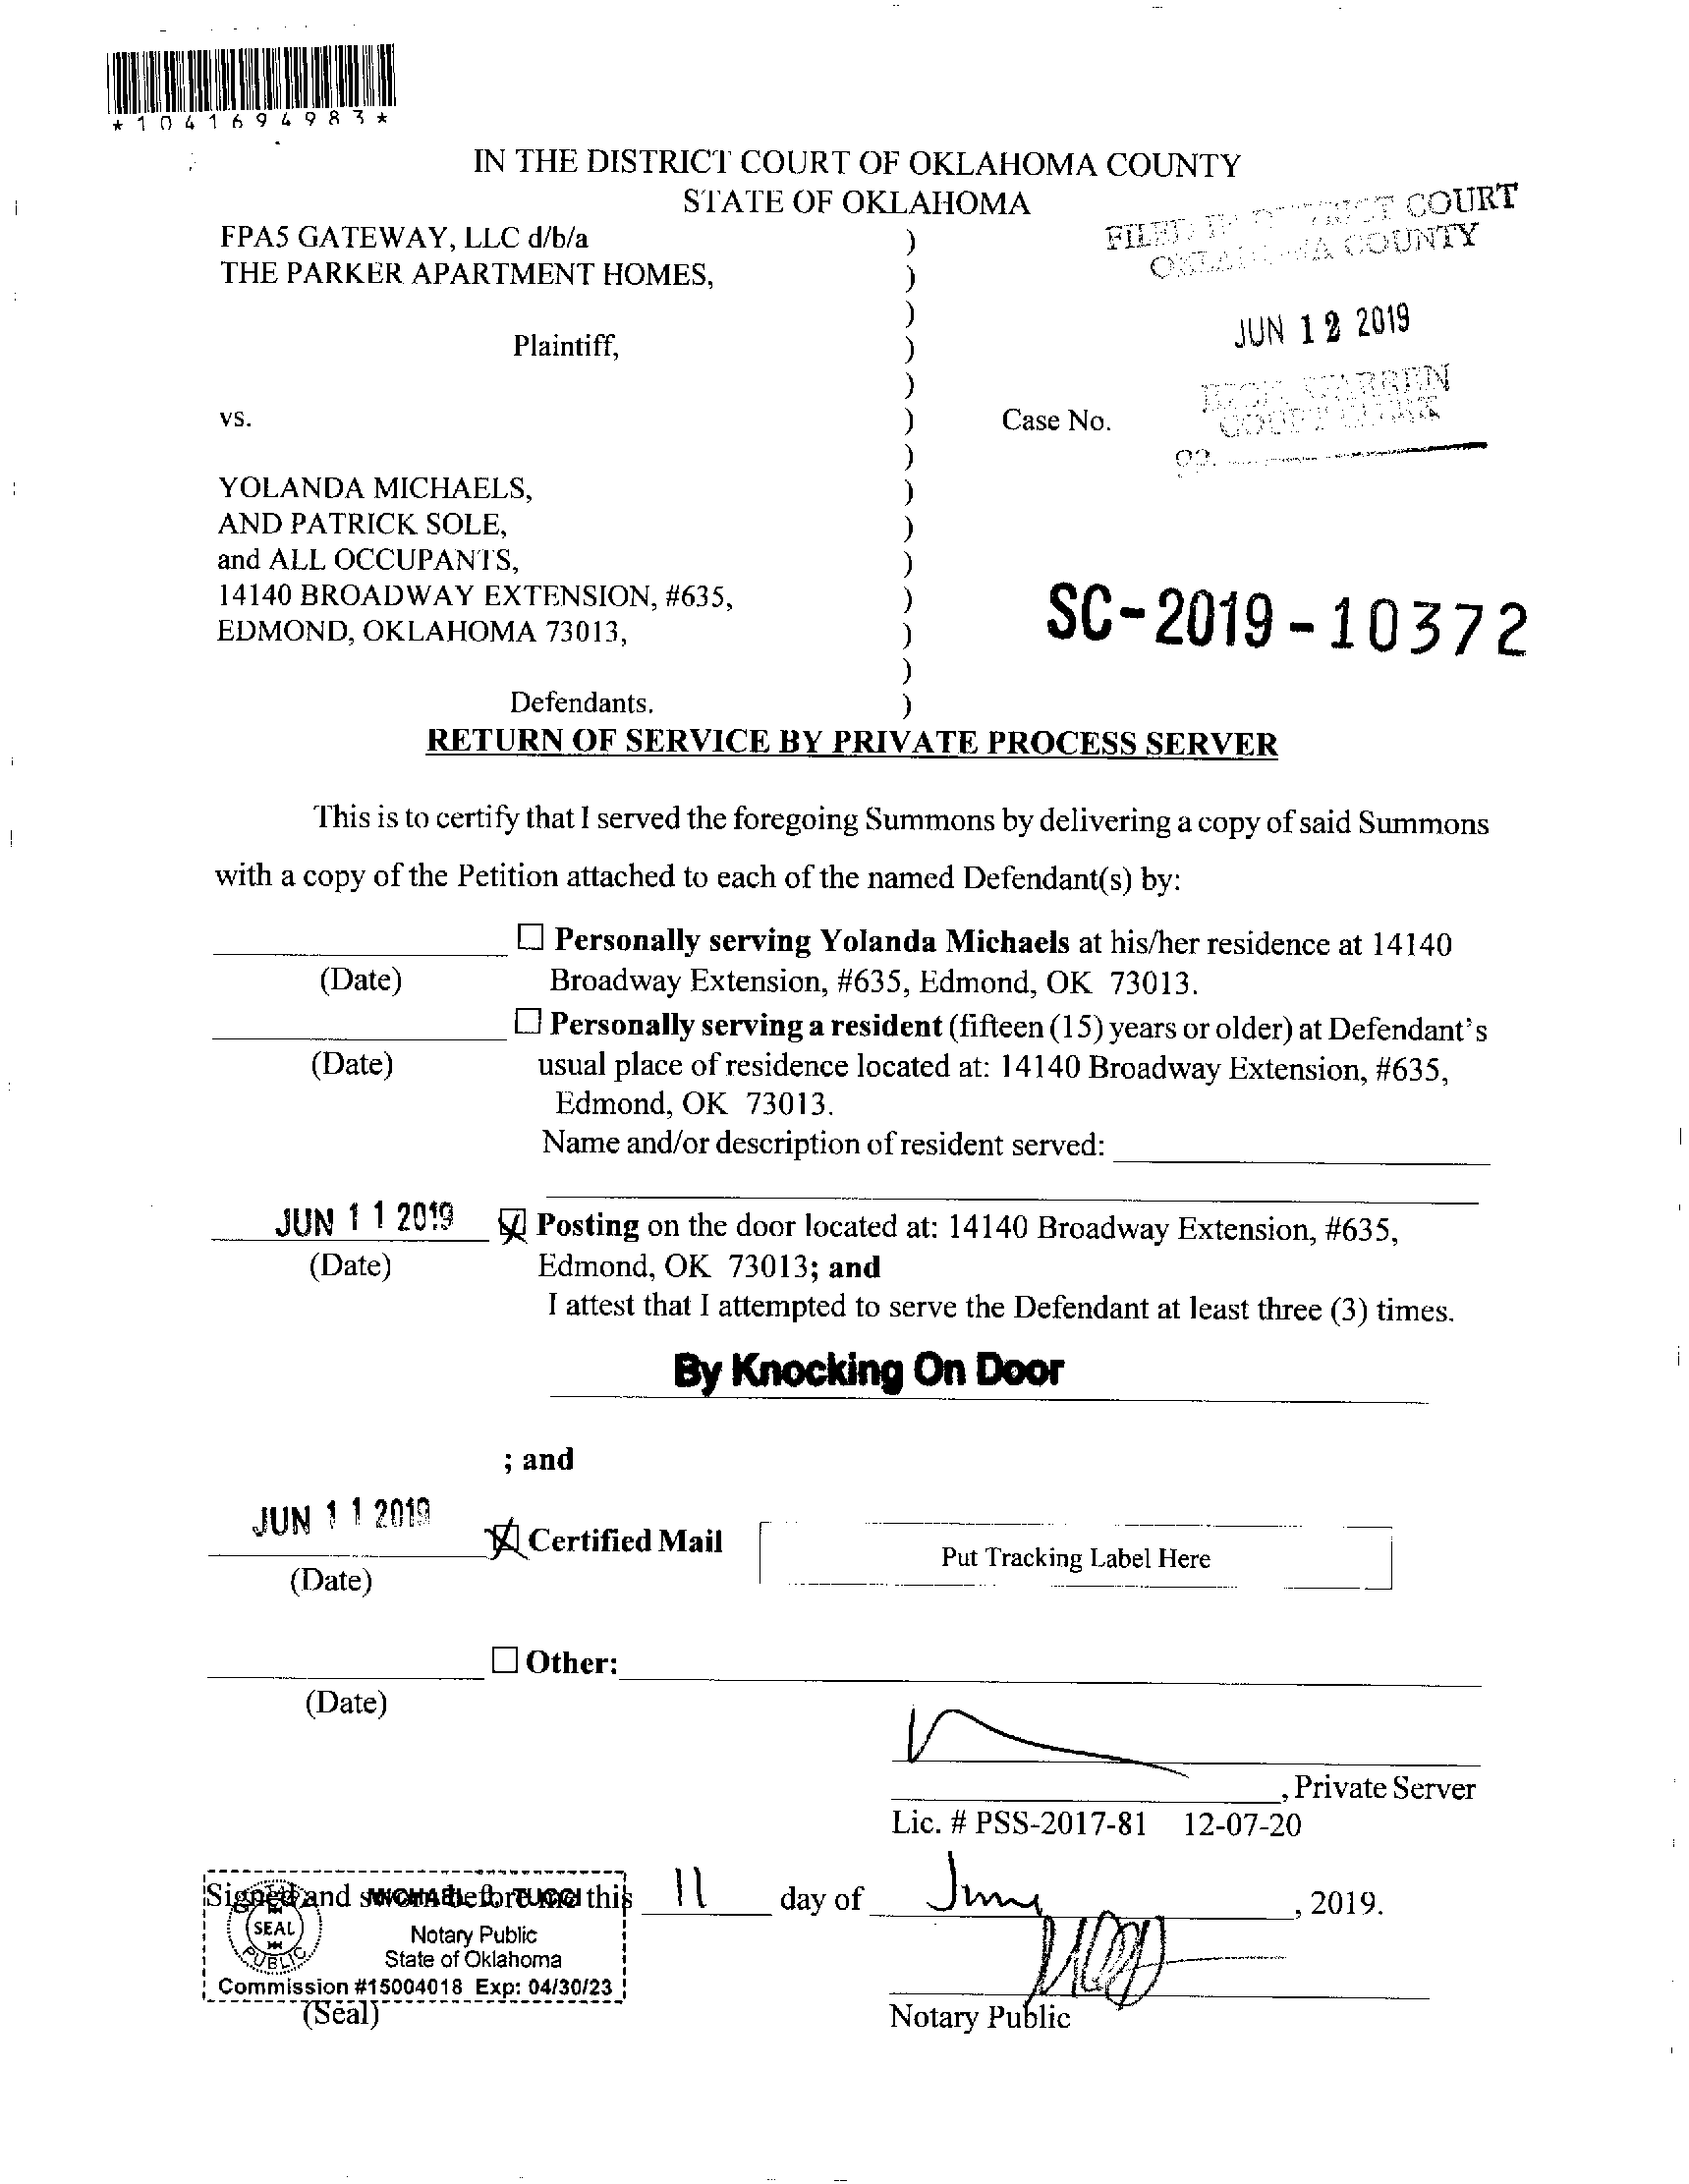 *1041694983*
IN THE DISTRICT COURT OF OKLAHOMA COUNTY
STATE OF OKLAHOMA
FPA5 GATEWAY, LLC d/b/a )
THE PARKER APARTMENT HOMES, )
)
Plaintiff, )
)
vs. ) Case No.
)
YOLANDA MICHAELS, )
AND PATRICK SOLE, )
and ALL OCCUPANTS, )
14140 BROADWAY EXTENSION, #635, )
EDMOND, OKLAHOMA 73013, )
)
Defendants. )
FILED IN DISTRICT COURT
OKLAHOMA COUNTY
JUN 12 2019
RICK WARREN
COURT CLERK
SC-2019-10372
RETURN OF SERVICE BY PRIVATE PROCESS SERVER
This is to certify that I served the foregoing Summons by delivering a copy of said Summons
with a copy of the Petition attached to each of the named Defendant(s) by:
☐ Personally serving Yolanda Michaels at his/her residence at 14140
(Date) Broadway Extension, #635, Edmond, OK 73013.
☐ Personally serving a resident (fifteen (15) years or older) at Defendant's
(Date) usual place of residence located at: 14140 Broadway Extension, #635,
Edmond, OK 73013.
Name and/or description of resident served:
JUN 11 2019 ☑ Posting on the door located at: 14140 Broadway Extension, #635,
(Date) Edmond, OK 73013; and
I attest that I attempted to serve the Defendant at least three (3) times.
By Knocking On Door
; and
JUN 11 2019 ☒ Certified Mail Put Tracking Label Here
(Date)
☐ Other:
(Date)
, Private Server
Lic. # PSS-2017-81 12-07-20
Signed and sworn before me this 11 day of June, 2019.
SEAL
PUBLIC
Notary Public
State of Oklahoma
Commission #15004018 Exp: 04/30/23
(Seal)
Notary Public